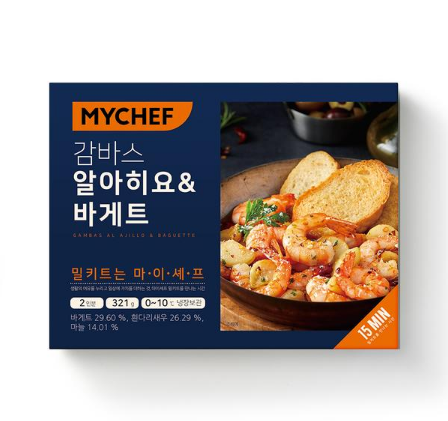 MYCHEF
감바스
알아히요&
바게트
GAMBAS AL AJILLO & BAGUETTE
밀키트는 마·이·셰·프
2인분 321g 0~10℃ 냉장보관
바게트 29.60 %, 흰다리새우 26.29 %,
마늘 14.01 %
15 MIN